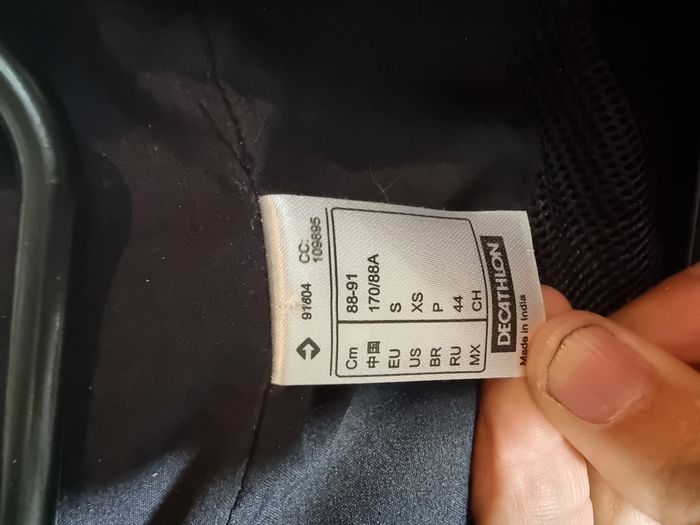 91604 CC:
109895
Cm 88-91
中国 170/88A
EU S
US XS
BR P
RU 44
MX CH
DECATHLON
Made in India